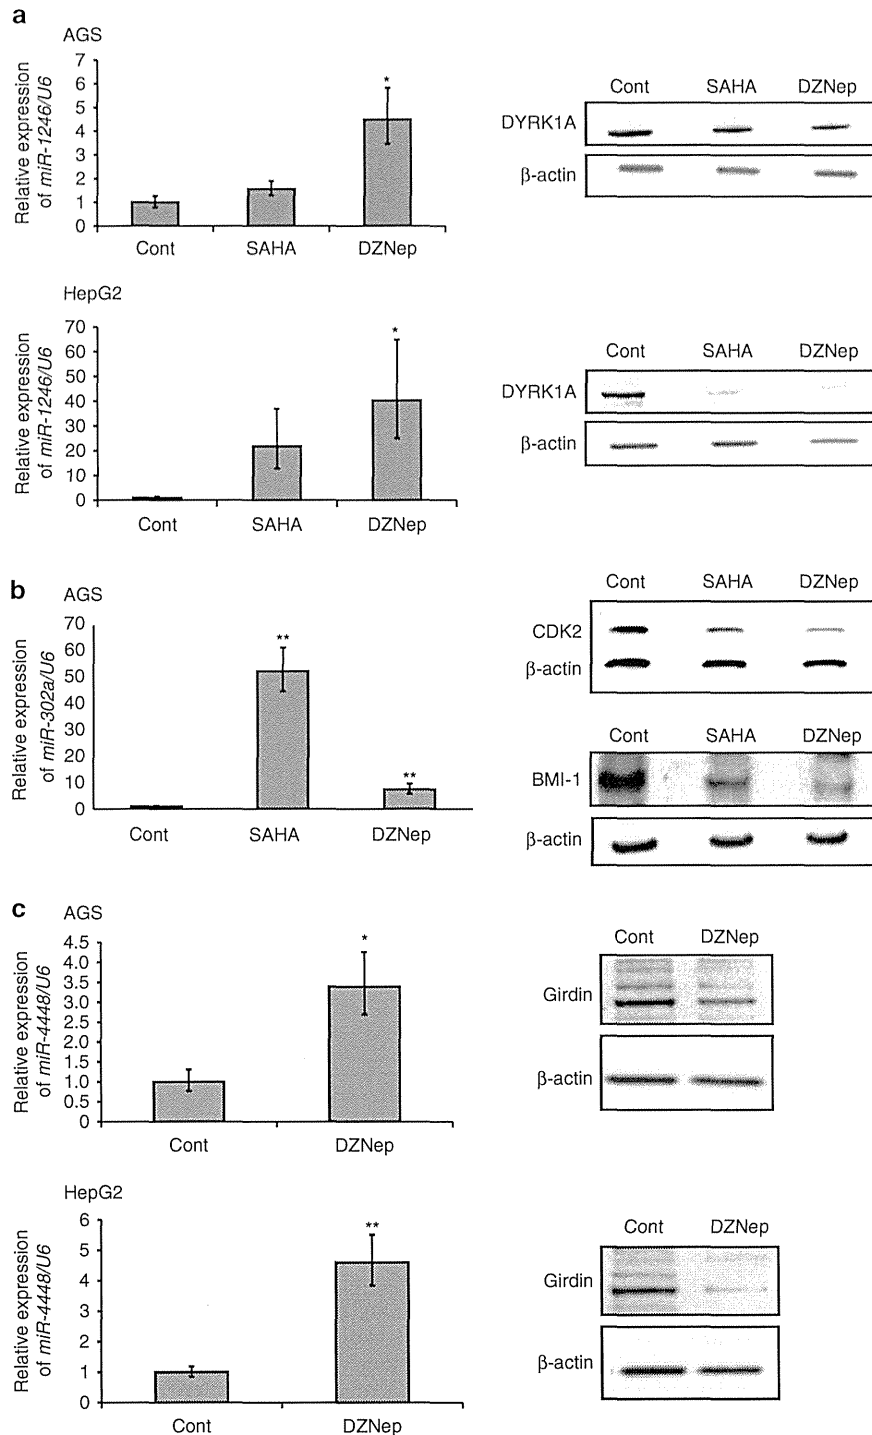 a
AGS
Relative expression
of miR-1246/U6
7
6
5
4
3
2
1
0
*
Cont SAHA DZNep
Cont SAHA DZNep
DYRK1A
β-actin
HepG2
Relative expression
of miR-1246/U6
70
60
50
40
30
20
10
0
*
Cont SAHA DZNep
Cont SAHA DZNep
DYRK1A
β-actin
b
AGS
Relative expression
of miR-302a/U6
70
60
50
40
30
20
10
0
**
**
Cont SAHA DZNep
Cont SAHA DZNep
CDK2
β-actin
Cont SAHA DZNep
BMI-1
β-actin
c
AGS
Relative expression
of miR-4448/U6
4.5
4.0
3.5
3.0
2.5
2.0
1.5
1.0
0.5
0
*
Cont DZNep
Cont DZNep
Girdin
β-actin
HepG2
Relative expression
of miR-4448/U6
6
5
4
3
2
1
0
**
Cont DZNep
Cont DZNep
Girdin
β-actin